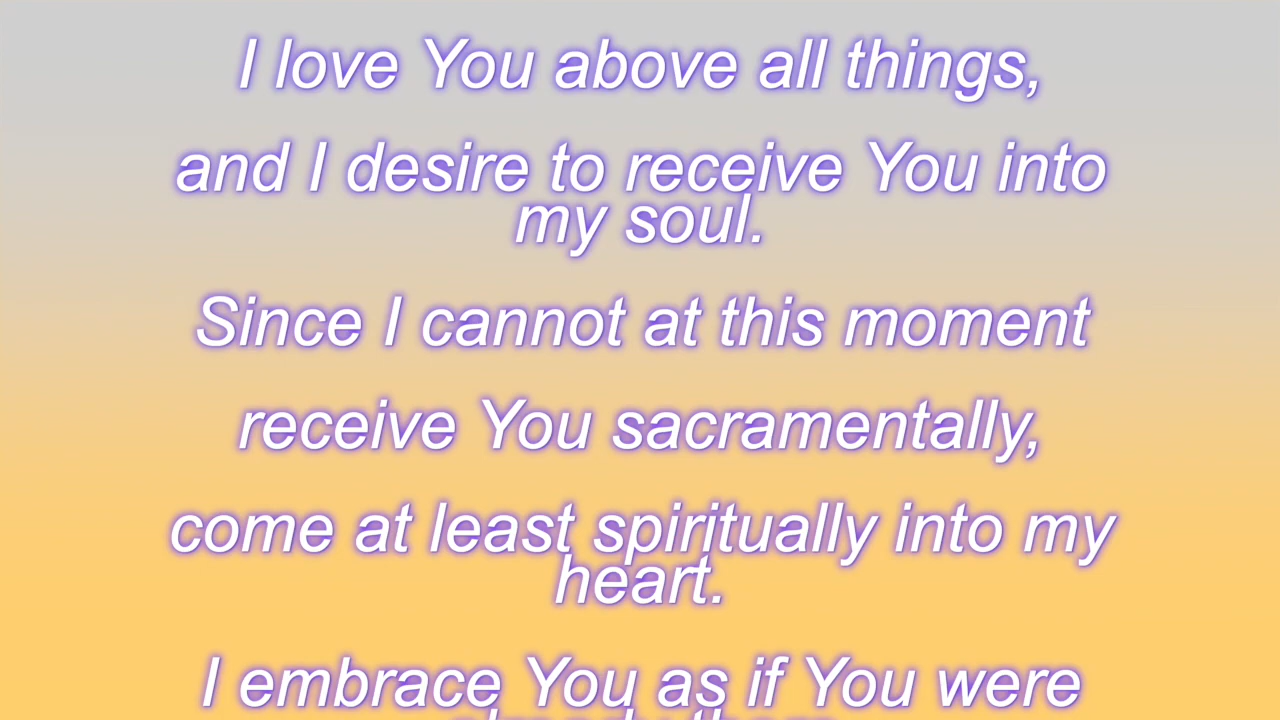 I love You above all things,
and I desire to receive You into
my soul.
Since I cannot at this moment
receive You sacramentally,
come at least spiritually into my
heart.
I embrace You as if You were